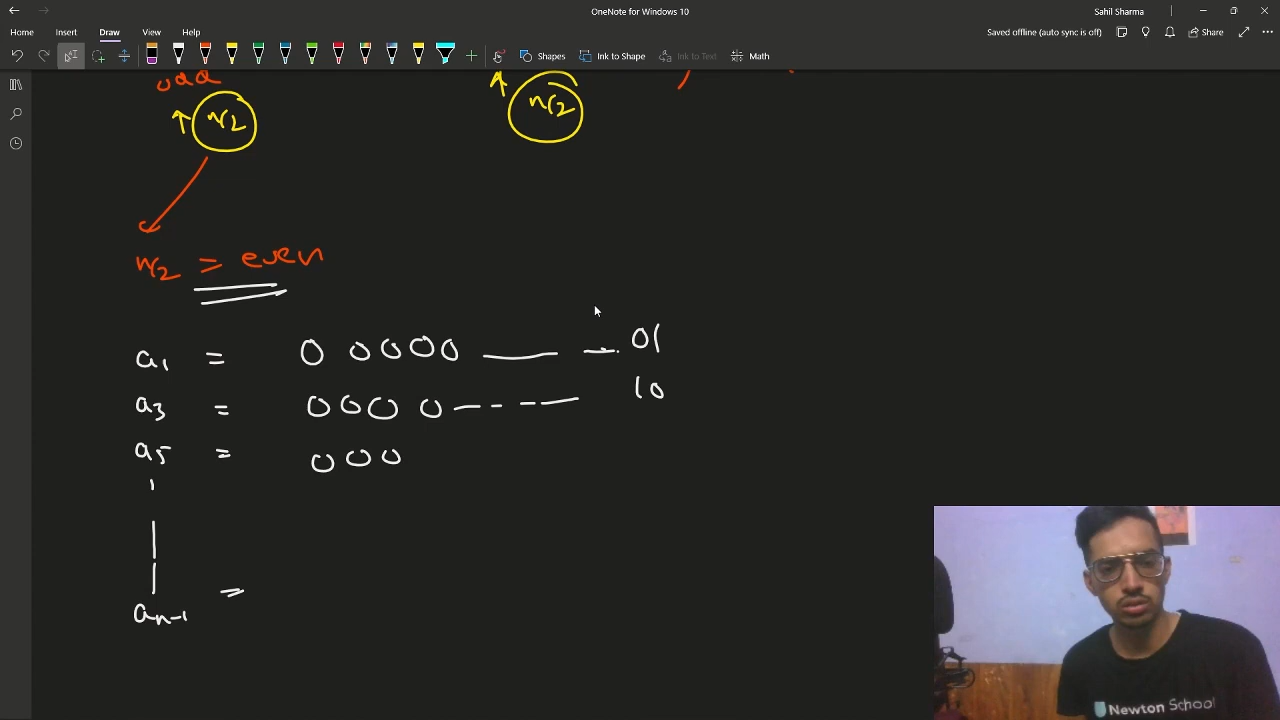 OneNote for Windows 10
Sahil Sharma
Home Insert Draw View Help
Saved offline (auto sync is off) Share
Shapes Ink to Shape Ink to Text Math
odd
n/2 n/2
n/2 = even
a1 = 0 0000 — —. 01
a3 = 0000 -- - — 10
a5 = 000
an-1 =
Newton School